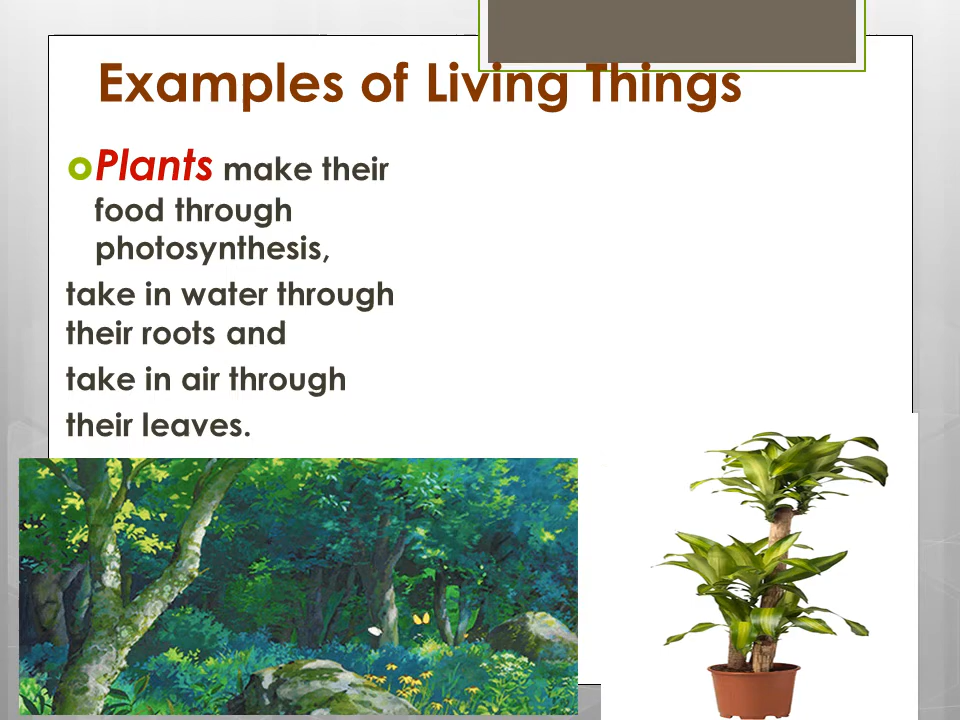 Examples of Living Things
Plants make their
food through
photosynthesis,
take in water through
their roots and
take in air through
their leaves.